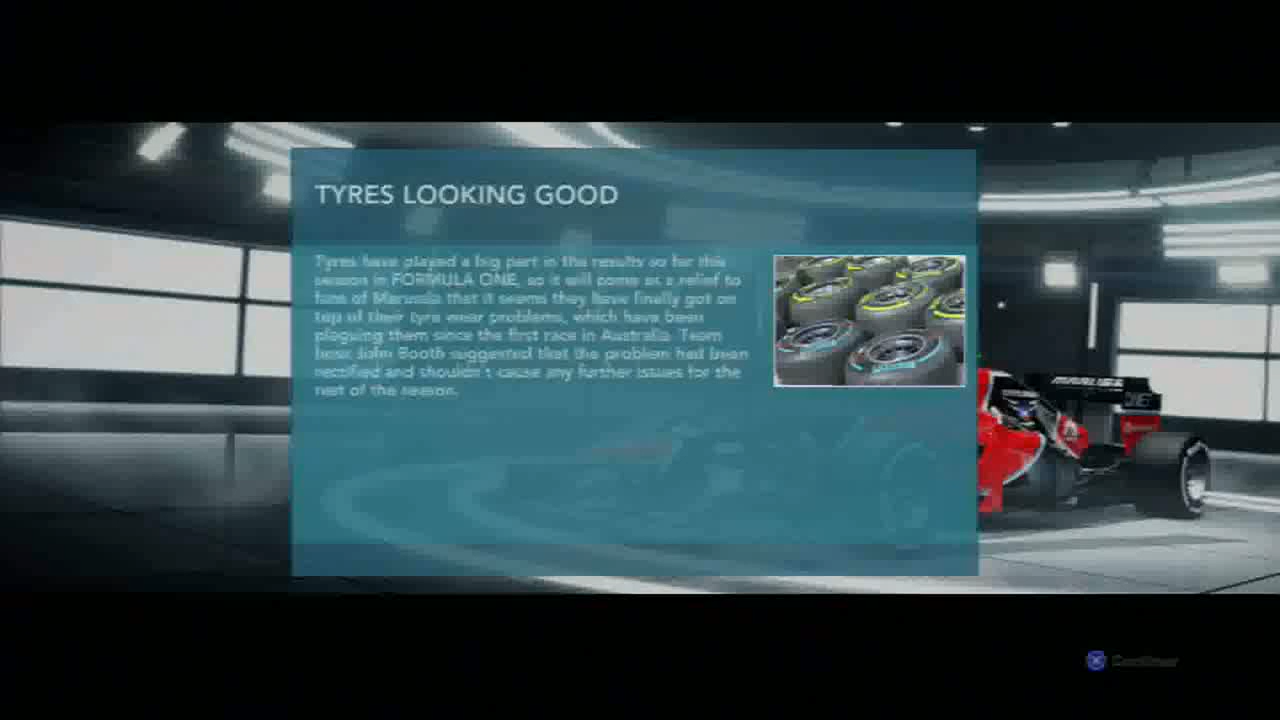 TYRES LOOKING GOOD
Tyres have played a big part in the results so far this
season in FORMULA ONE, so it will come as a relief to
fans of Marussia that it seems they have finally got on
top of their tyre wear problems, which have been
plaguing them since the first race in Australia. Team
boss John Booth suggested that the problem had been
rectified and shouldn't cause any further issues for the
rest of the season.
Continue